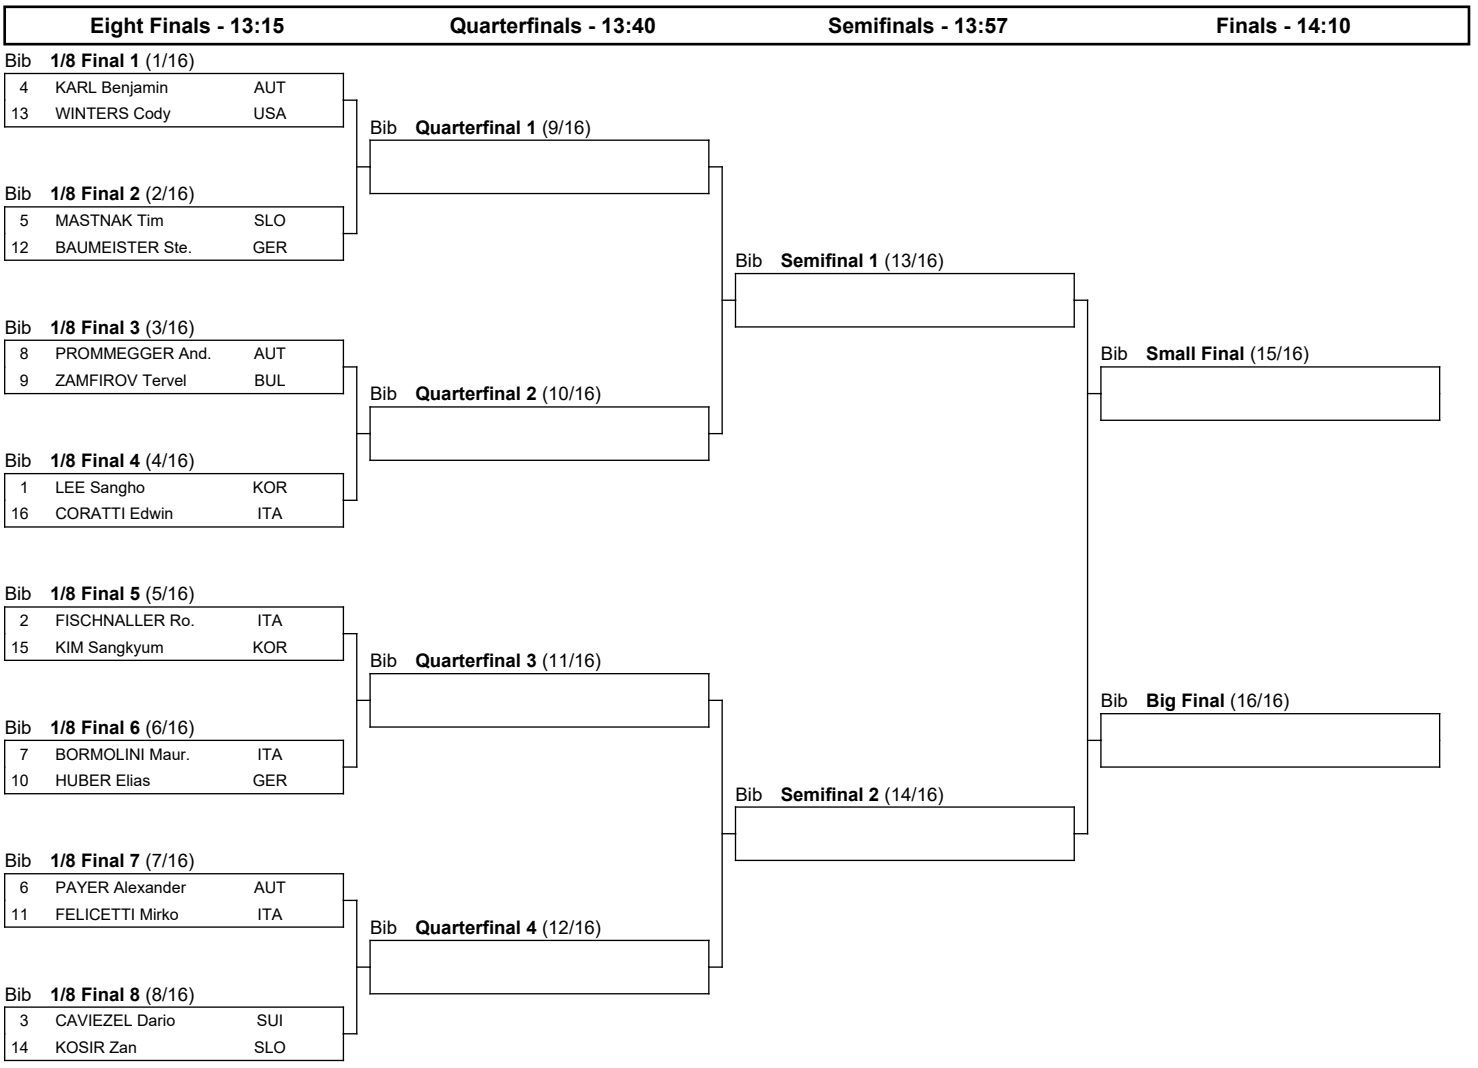 Eight Finals - 13:15 Quarterfinals - 13:40 Semifinals - 13:57 Finals - 14:10
Bib 1/8 Final 1 (1/16)
4 KARL Benjamin AUT
13 WINTERS Cody USA
Bib Quarterfinal 1 (9/16)
Bib 1/8 Final 2 (2/16)
5 MASTNAK Tim SLO
12 BAUMEISTER Ste. GER
Bib Semifinal 1 (13/16)
Bib 1/8 Final 3 (3/16)
8 PROMMEGGER And. AUT
9 ZAMFIROV Tervel BUL
Bib Small Final (15/16)
Bib Quarterfinal 2 (10/16)
Bib 1/8 Final 4 (4/16)
1 LEE Sangho KOR
16 CORATTI Edwin ITA
Bib 1/8 Final 5 (5/16)
2 FISCHNALLER Ro. ITA
15 KIM Sangkyum KOR
Bib Quarterfinal 3 (11/16)
Bib Big Final (16/16)
Bib 1/8 Final 6 (6/16)
7 BORMOLINI Maur. ITA
10 HUBER Elias GER
Bib Semifinal 2 (14/16)
Bib 1/8 Final 7 (7/16)
6 PAYER Alexander AUT
11 FELICETTI Mirko ITA
Bib Quarterfinal 4 (12/16)
Bib 1/8 Final 8 (8/16)
3 CAVIEZEL Dario SUI
14 KOSIR Zan SLO